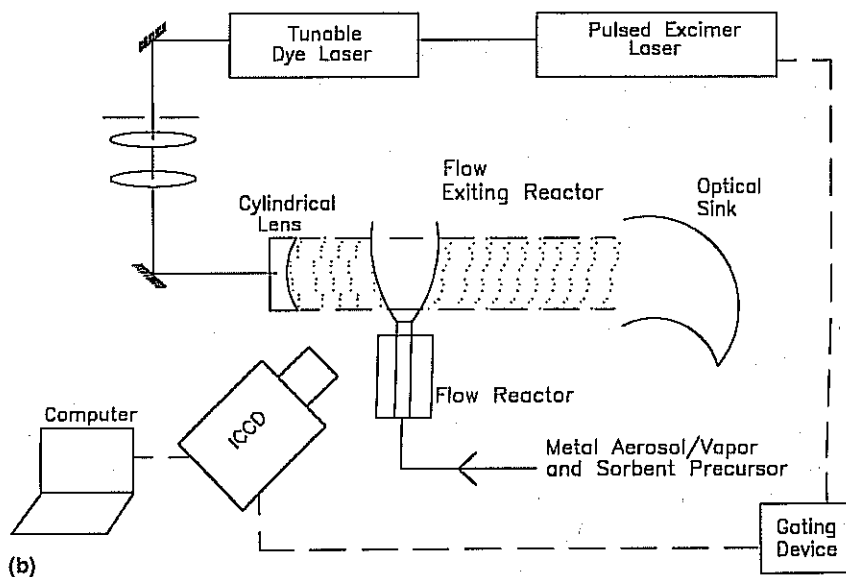 Tunable
Dye Laser
Pulsed Excimer
Laser
Flow
Exiting Reactor
Optical
Sink
Cylindrical
Lens
Flow Reactor
Computer
ICCD
Metal Aerosol/Vapor
and Sorbent Precursor
Gating
Device
(b)